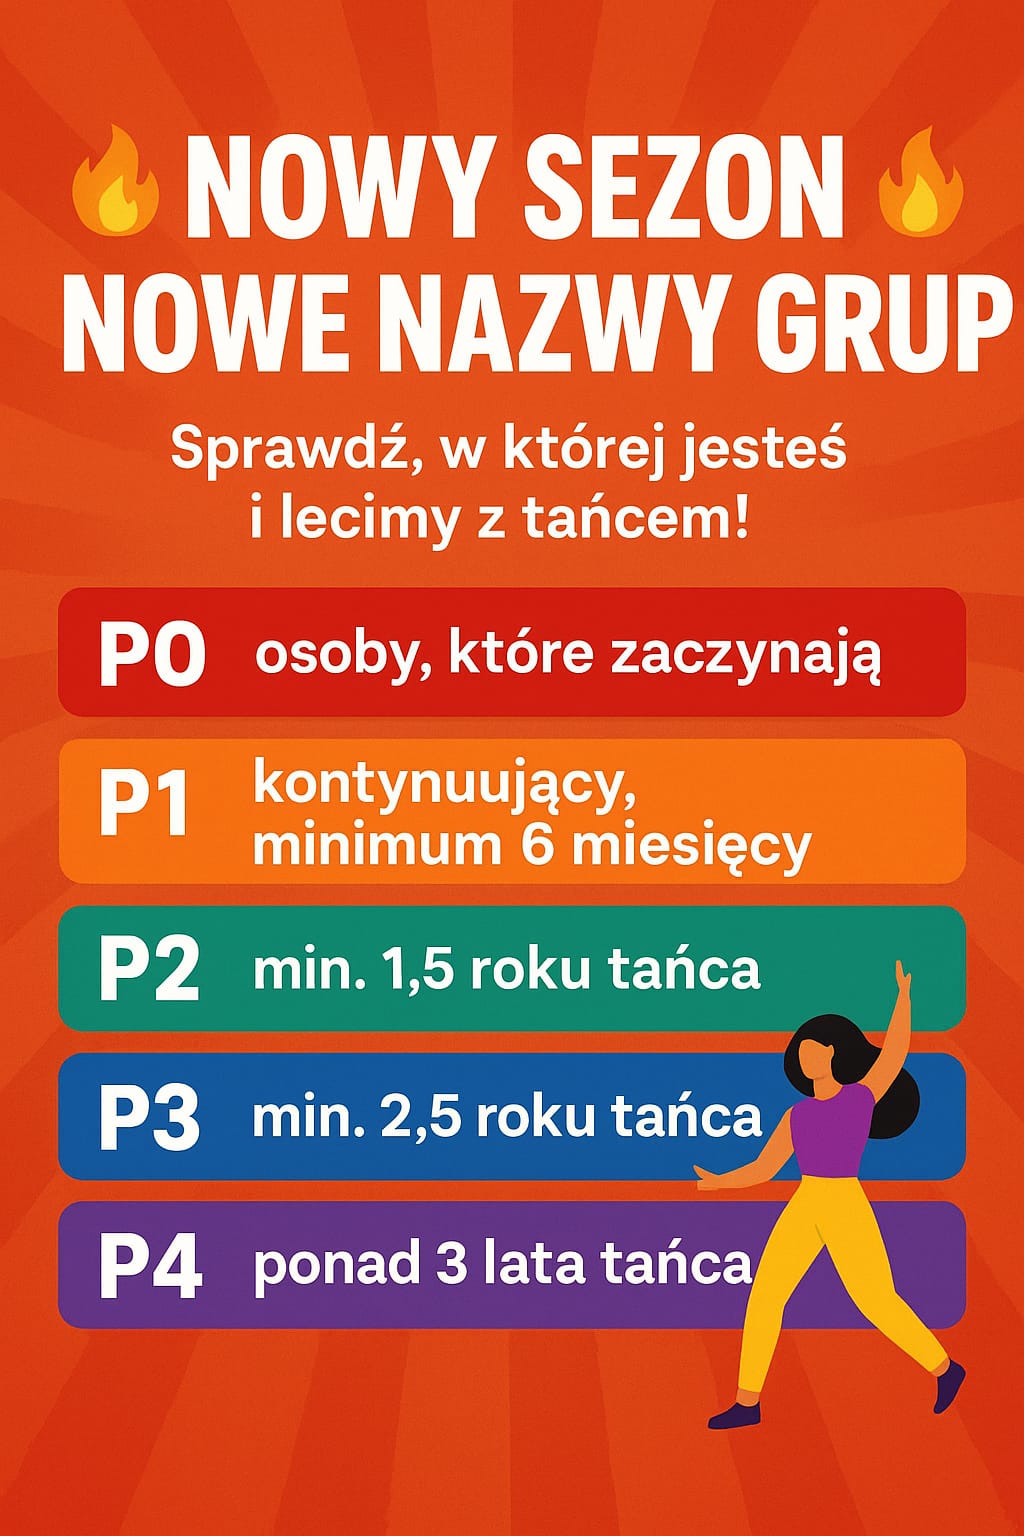 NOWY SEZON
NOWE NAZWY GRUP
Sprawdź, w której jesteś
i lecimy z tańcem!
P0 osoby, które zaczynają
P1 kontynuujący,
minimum 6 miesięcy
P2 min. 1,5 roku tańca
P3 min. 2,5 roku tańca
P4 ponad 3 lata tańca